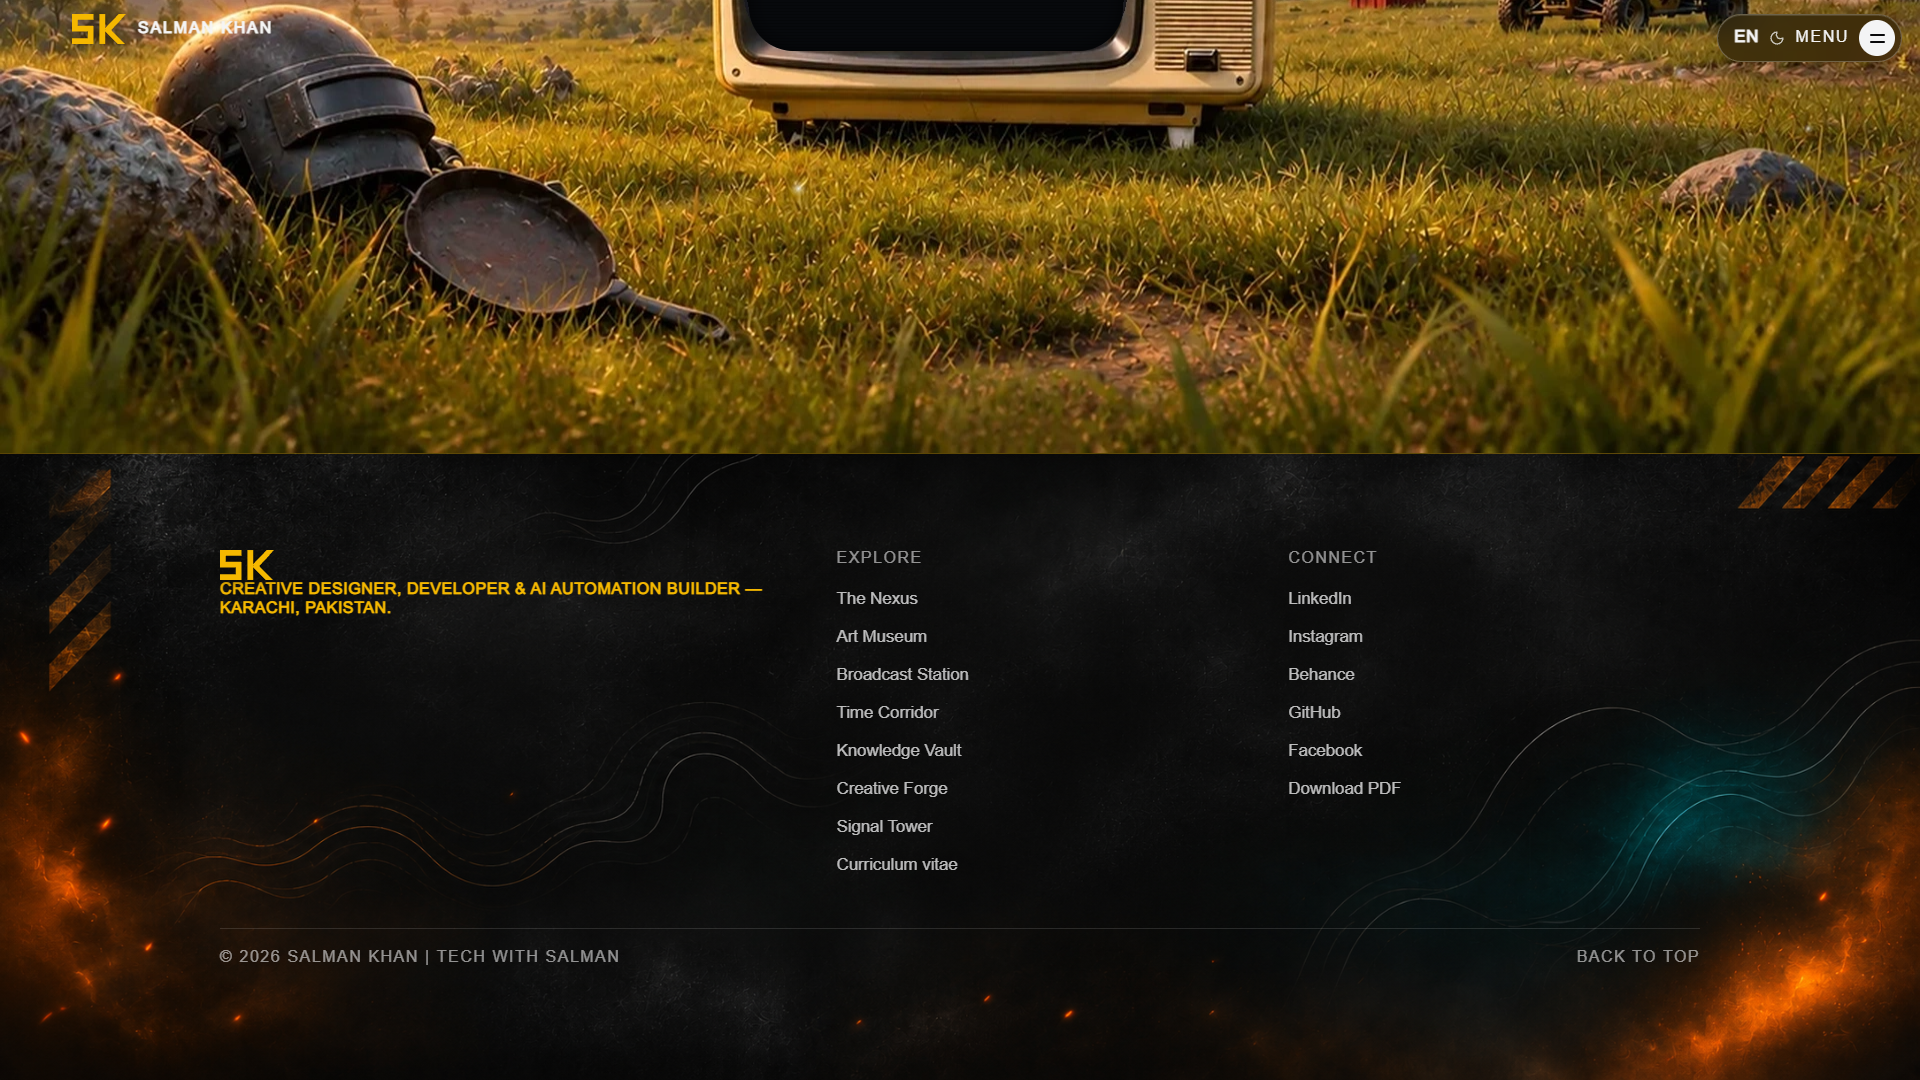 SK SALMAN KHAN
EN MENU
SK
CREATIVE DESIGNER, DEVELOPER & AI AUTOMATION BUILDER —
KARACHI, PAKISTAN.
EXPLORE
The Nexus
Art Museum
Broadcast Station
Time Corridor
Knowledge Vault
Creative Forge
Signal Tower
Curriculum vitae
CONNECT
LinkedIn
Instagram
Behance
GitHub
Facebook
Download PDF
© 2026 SALMAN KHAN | TECH WITH SALMAN
BACK TO TOP